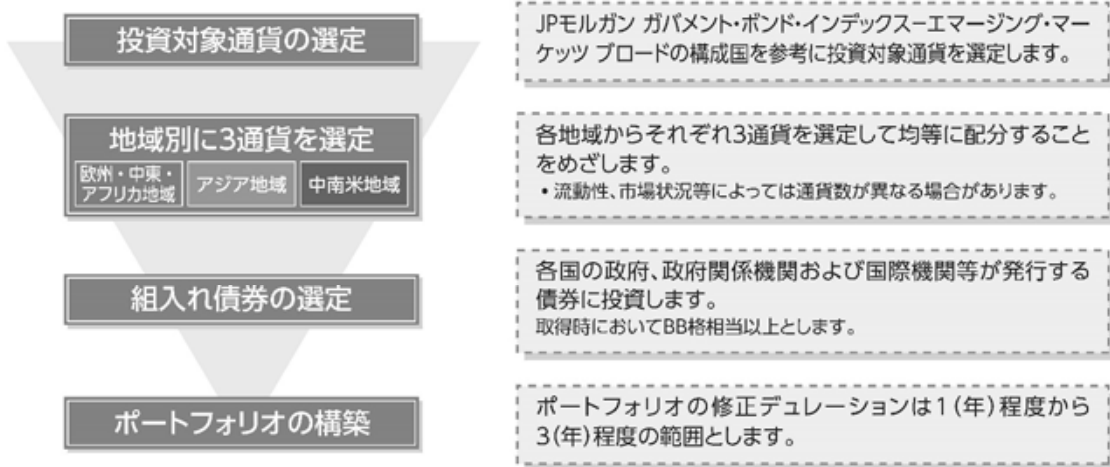 投資対象通貨の選定
JPモルガン ガバメント・ボンド・インデックス−エマージング・マー
ケッツ ブロードの構成国を参考に投資対象通貨を選定します。
地域別に3通貨を選定
欧州・中東・
アフリカ地域
アジア地域
中南米地域
各地域からそれぞれ3通貨を選定して均等に配分すること
をめざします。
・流動性、市場状況等によっては通貨数が異なる場合があります。
組入れ債券の選定
各国の政府、政府関係機関および国際機関等が発行する
債券に投資します。
取得時においてBB格相当以上とします。
ポートフォリオの構築
ポートフォリオの修正デュレーションは1(年)程度から
3(年)程度の範囲とします。